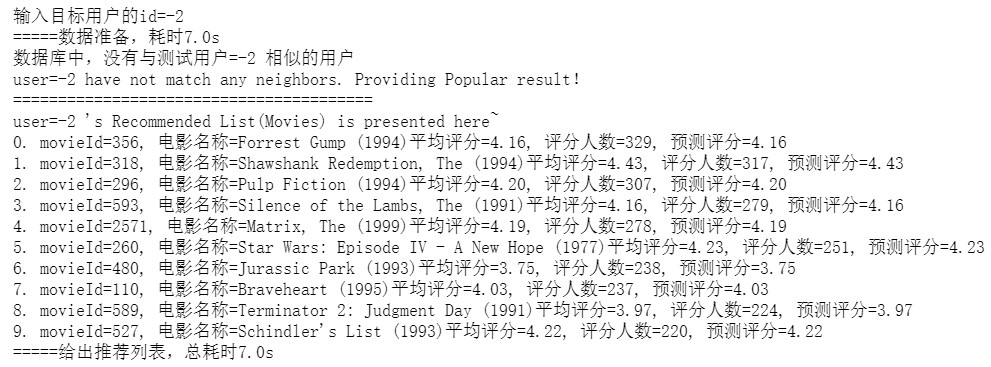 输入目标用户的id=-2
=====数据准备，耗时7.0s
数据库中，没有与测试用户=-2 相似的用户
user=-2 have not match any neighbors. Providing Popular result!
========================================
user=-2 's Recommended List(Movies) is presented here~
0. movieId=356, 电影名称=Forrest Gump (1994)平均评分=4.16, 评分人数=329, 预测评分=4.16
1. movieId=318, 电影名称=Shawshank Redemption, The (1994)平均评分=4.43, 评分人数=317, 预测评分=4.43
2. movieId=296, 电影名称=Pulp Fiction (1994)平均评分=4.20, 评分人数=307, 预测评分=4.20
3. movieId=593, 电影名称=Silence of the Lambs, The (1991)平均评分=4.16, 评分人数=279, 预测评分=4.16
4. movieId=2571, 电影名称=Matrix, The (1999)平均评分=4.19, 评分人数=278, 预测评分=4.19
5. movieId=260, 电影名称=Star Wars: Episode IV - A New Hope (1977)平均评分=4.23, 评分人数=251, 预测评分=4.23
6. movieId=480, 电影名称=Jurassic Park (1993)平均评分=3.75, 评分人数=238, 预测评分=3.75
7. movieId=110, 电影名称=Braveheart (1995)平均评分=4.03, 评分人数=237, 预测评分=4.03
8. movieId=589, 电影名称=Terminator 2: Judgment Day (1991)平均评分=3.97, 评分人数=224, 预测评分=3.97
9. movieId=527, 电影名称=Schindler's List (1993)平均评分=4.22, 评分人数=220, 预测评分=4.22
=====给出推荐列表，总耗时7.0s